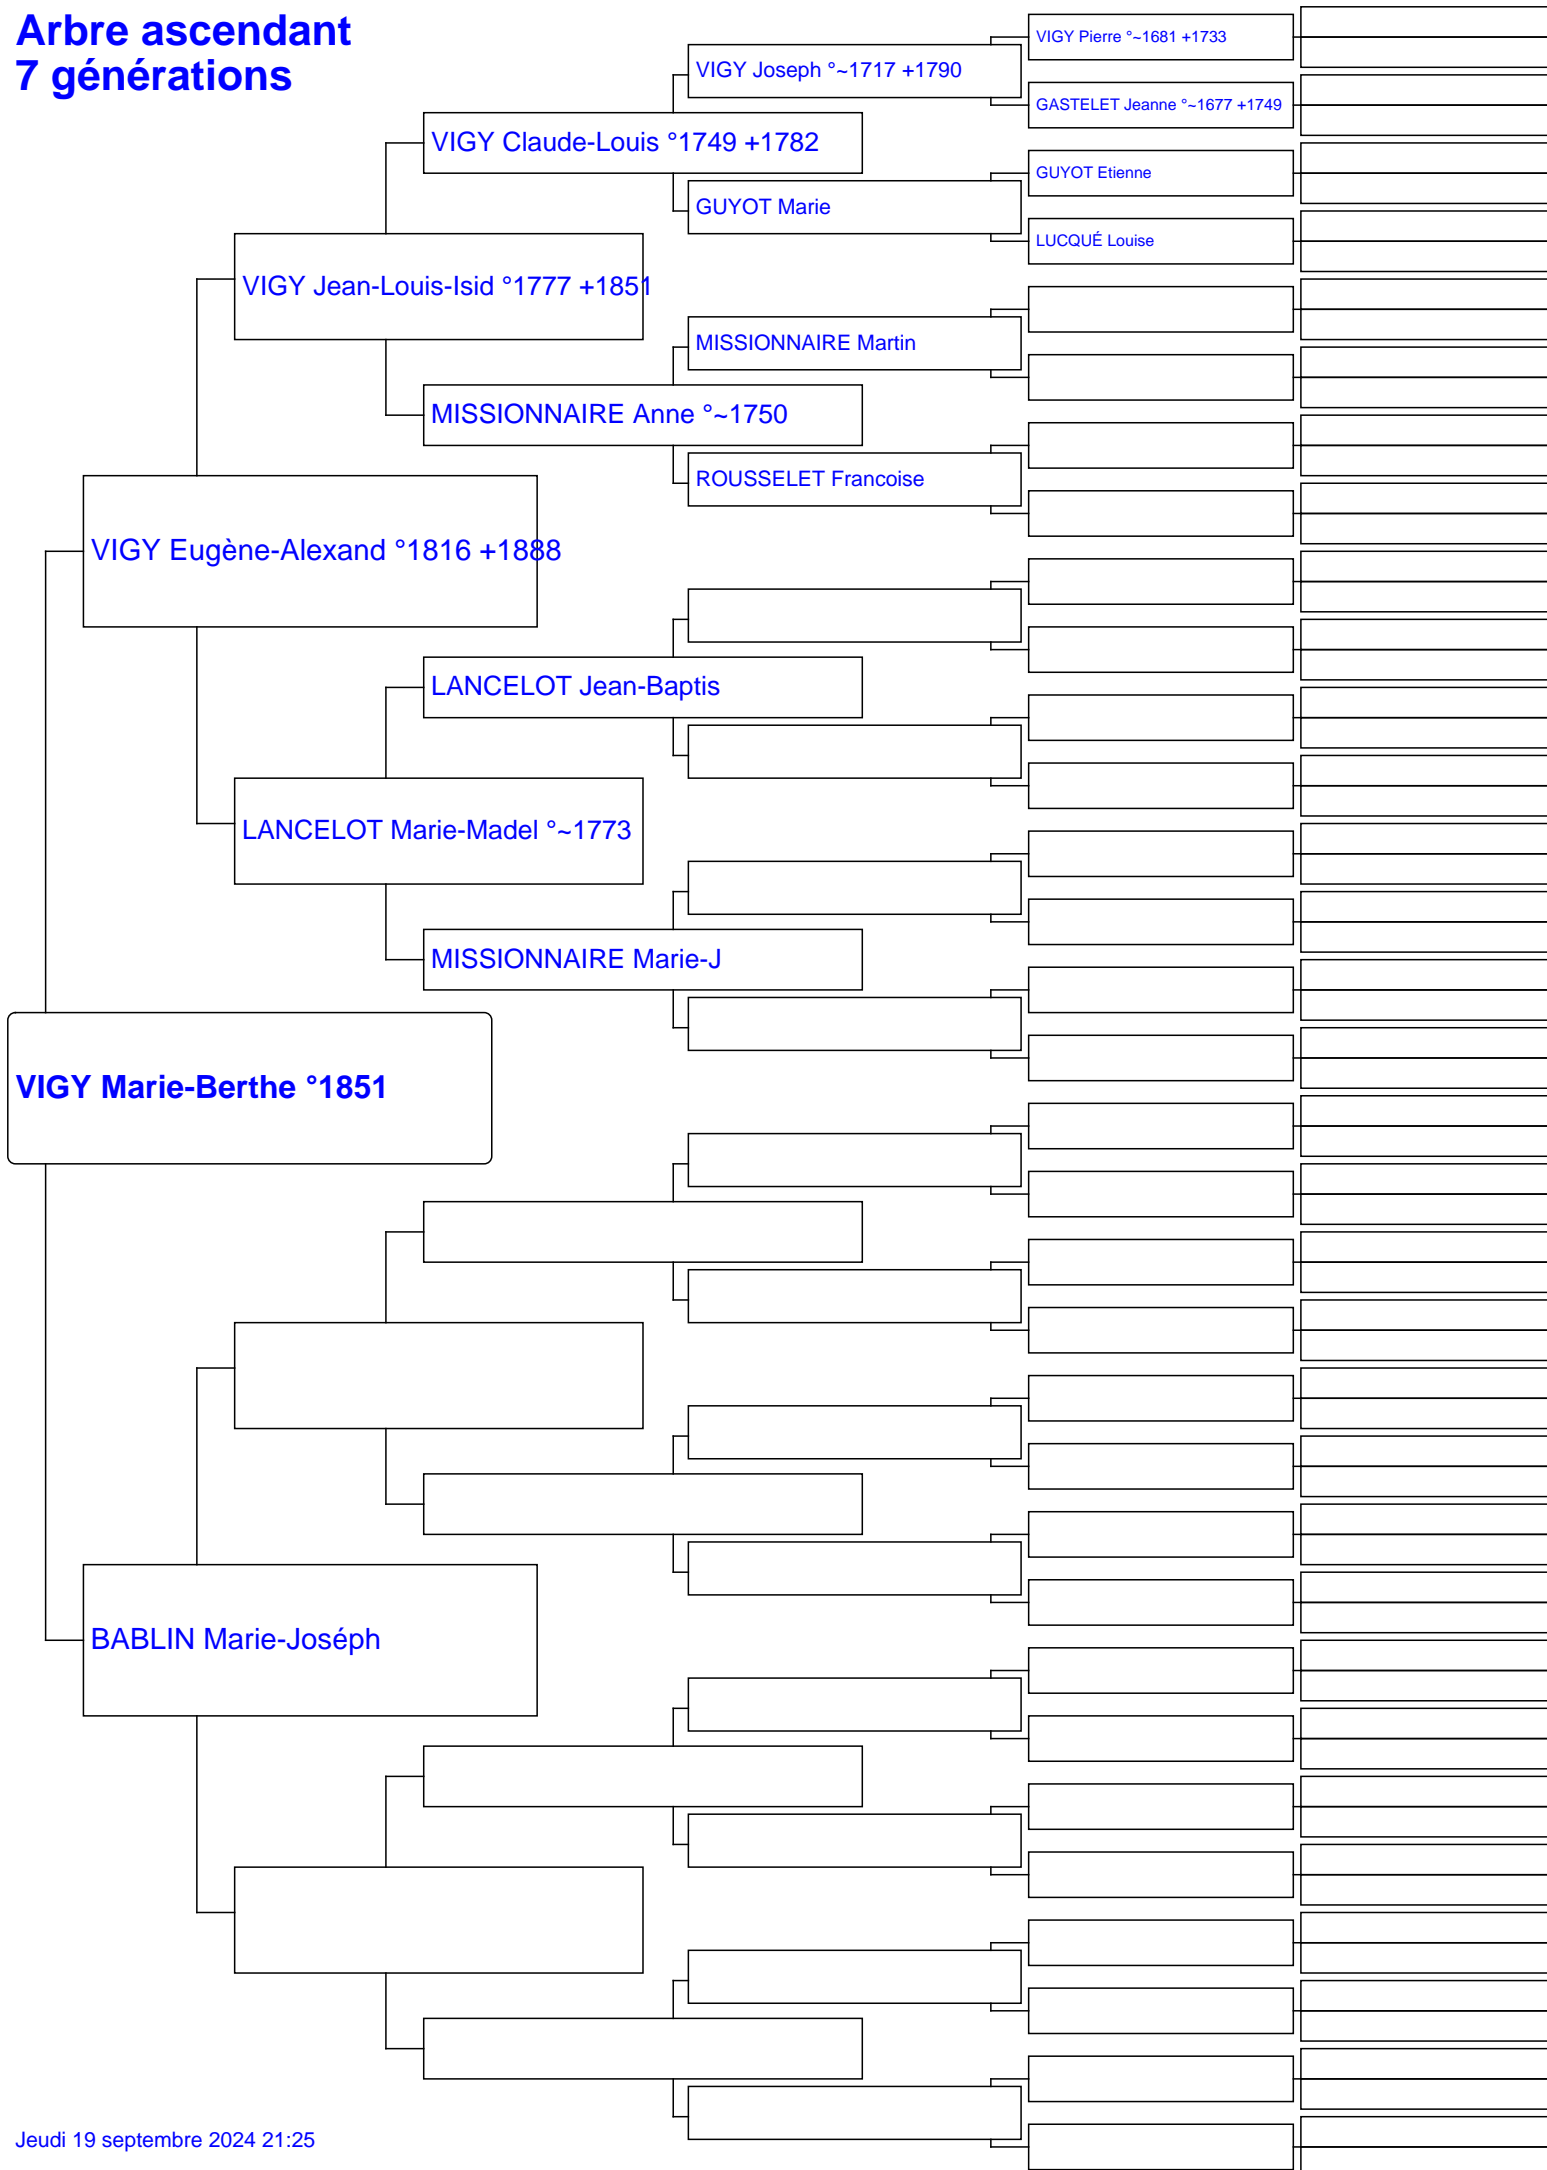 Arbre ascendant
7 générations
VIGY Pierre °~1681 +1733
VIGY Joseph °~1717 +1790
GASTELET Jeanne °~1677 +1749
VIGY Claude-Louis °1749 +1782
GUYOT Etienne
GUYOT Marie
LUCQUÉ Louise
VIGY Jean-Louis-Isid °1777 +1851
MISSIONNAIRE Martin
MISSIONNAIRE Anne °~1750
ROUSSELET Francoise
VIGY Eugène-Alexand °1816 +1888
LANCELOT Jean-Baptis
LANCELOT Marie-Madel °~1773
MISSIONNAIRE Marie-J
VIGY Marie-Berthe °1851
BABLIN Marie-Joséph
Jeudi 19 septembre 2024 21:25